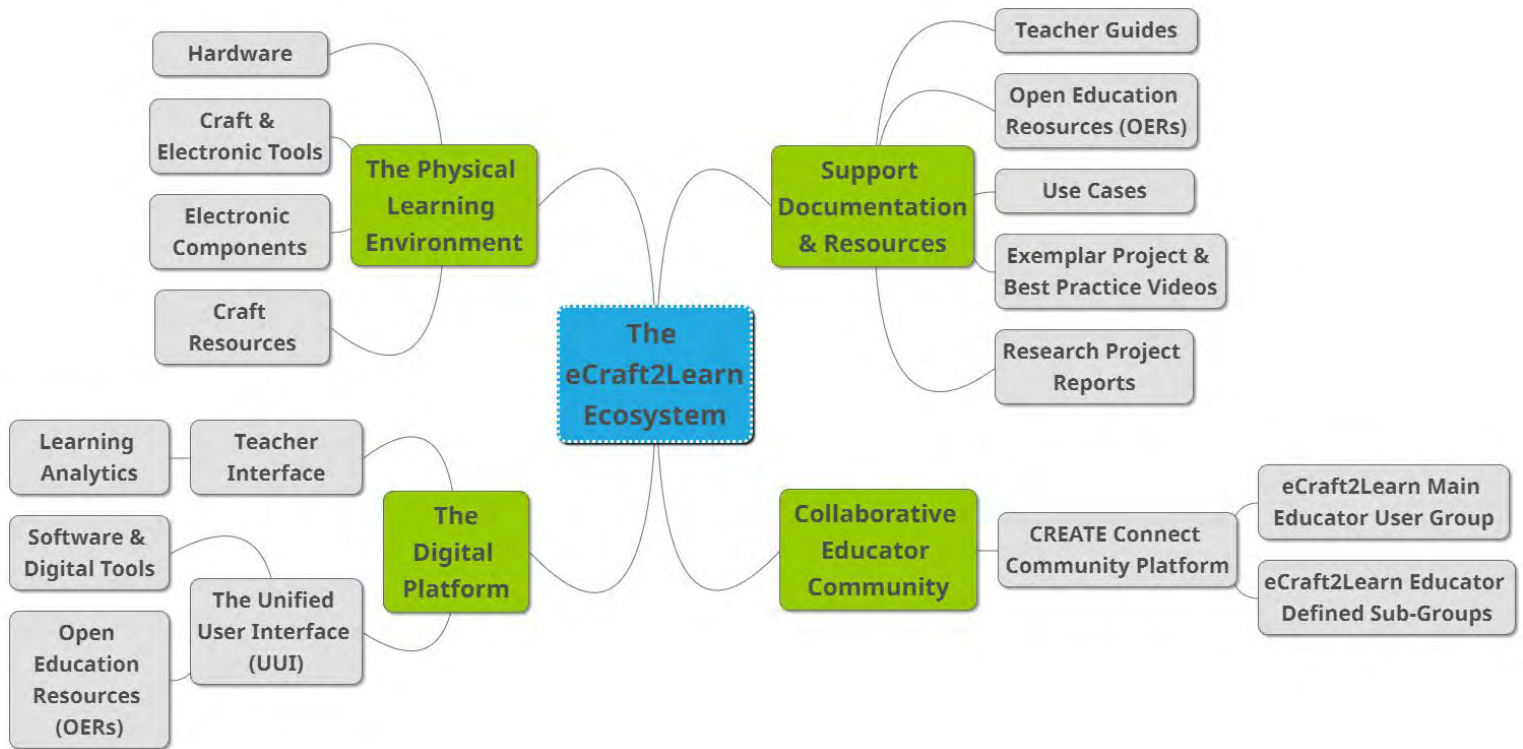 Hardware
Craft &
Electronic Tools
Electronic
Components
Craft
Resources
The Physical
Learning
Environment
Teacher Guides
Open Education
Reosurces (OERs)
Use Cases
Exemplar Project &
Best Practice Videos
Research Project
Reports
Support
Documentation
& Resources
The
eCraft2Learn
Ecosystem
Learning
Analytics
Teacher
Interface
Software &
Digital Tools
Open
Education
Resources
(OERs)
The Unified
User Interface
(UUI)
The
Digital
Platform
Collaborative
Educator
Community
CREATE Connect
Community Platform
eCraft2Learn Main
Educator User Group
eCraft2Learn Educator
Defined Sub-Groups